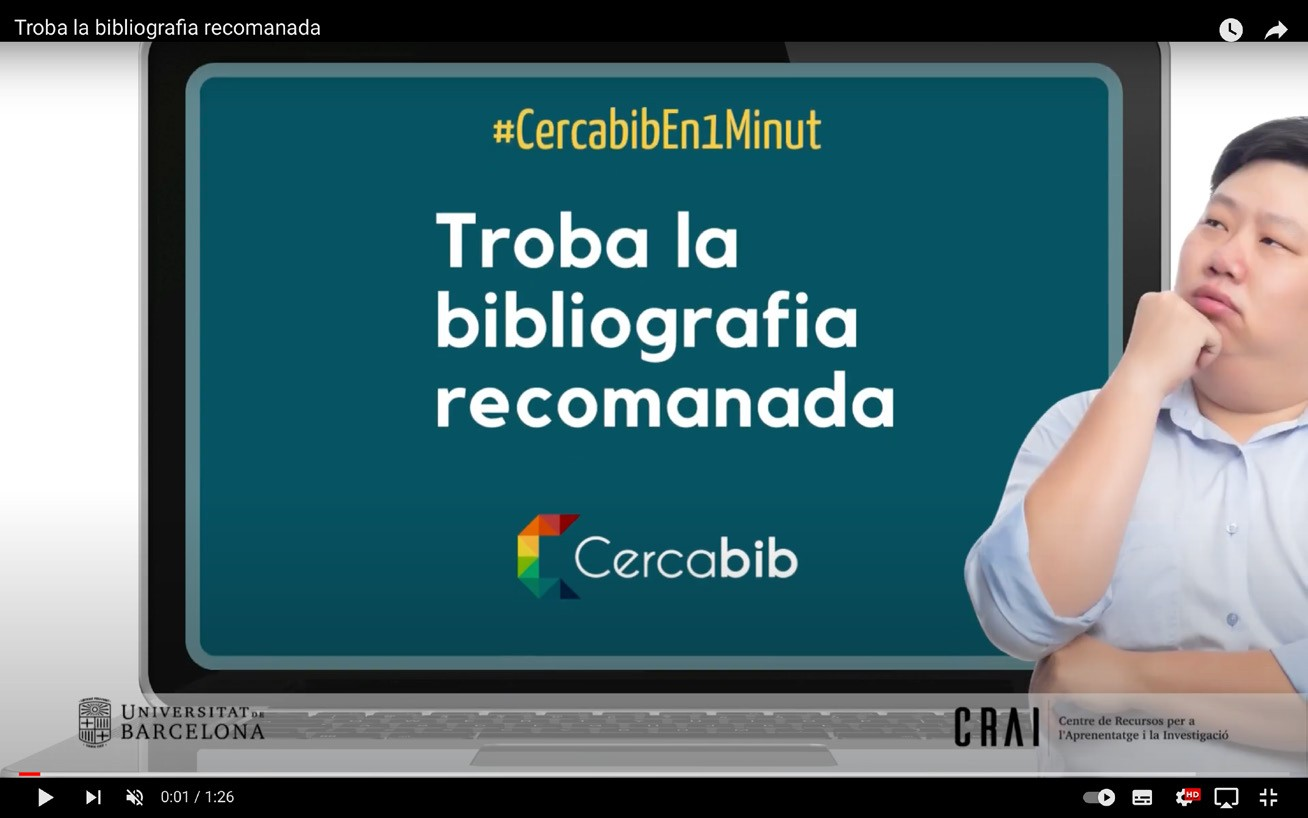 Troba la bibliografia recomanada
#CercabibEn1Minut
Troba la
bibliografia
recomanada
Cercabib
UNIVERSITAT DE
BARCELONA
CRAI
Centre de Recursos per a
l'Aprenentatge i la Investigació
0:01 / 1:26
HD